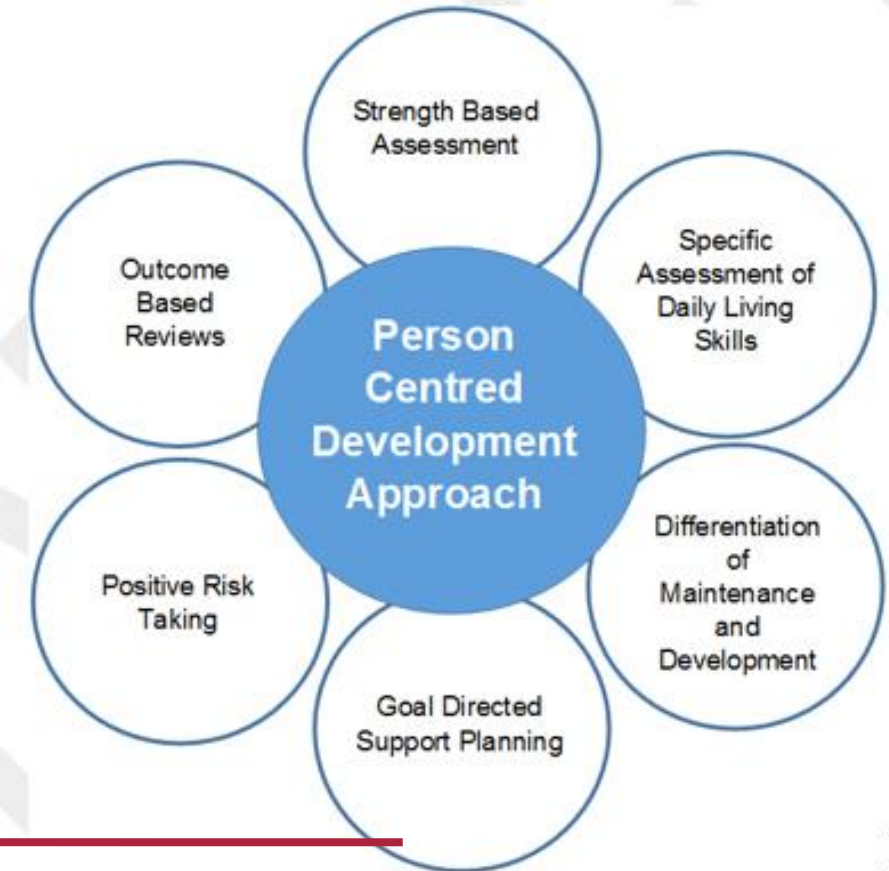 Strength Based
Assessment
Specific
Assessment of
Daily Living
Skills
Differentiation
of
Maintenance
and
Development
Goal Directed
Support Planning
Positive Risk
Taking
Outcome
Based
Reviews
Person
Centred
Development
Approach